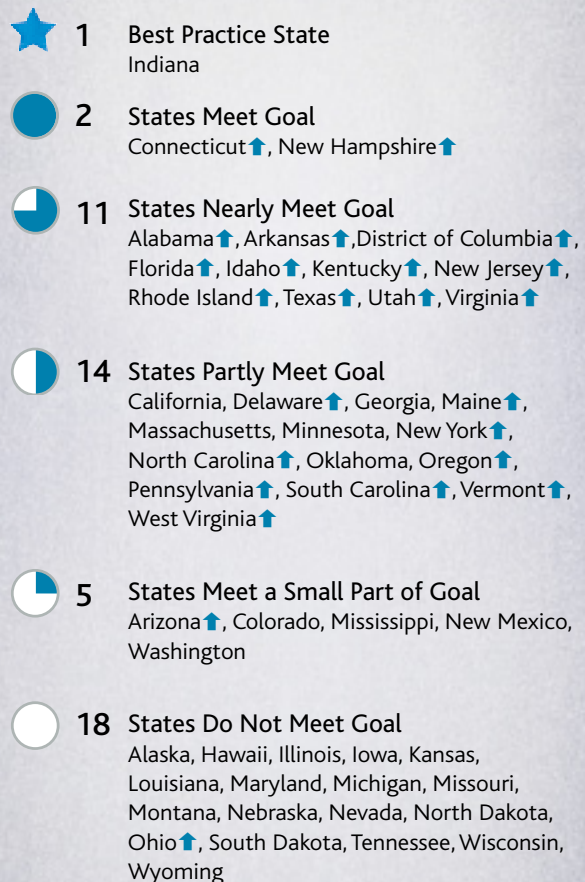 1 Best Practice State
Indiana
2 States Meet Goal
Connecticut⬆, New Hampshire⬆
11 States Nearly Meet Goal
Alabama⬆, Arkansas⬆,District of Columbia⬆,
Florida⬆, Idaho⬆, Kentucky⬆, New Jersey⬆,
Rhode Island⬆, Texas⬆, Utah⬆, Virginia⬆
14 States Partly Meet Goal
California, Delaware⬆, Georgia, Maine⬆,
Massachusetts, Minnesota, New York⬆,
North Carolina⬆, Oklahoma, Oregon⬆,
Pennsylvania⬆, South Carolina⬆, Vermont⬆,
West Virginia⬆
5 States Meet a Small Part of Goal
Arizona⬆, Colorado, Mississippi, New Mexico,
Washington
18 States Do Not Meet Goal
Alaska, Hawaii, Illinois, Iowa, Kansas,
Louisiana, Maryland, Michigan, Missouri,
Montana, Nebraska, Nevada, North Dakota,
Ohio⬆, South Dakota, Tennessee, Wisconsin,
Wyoming